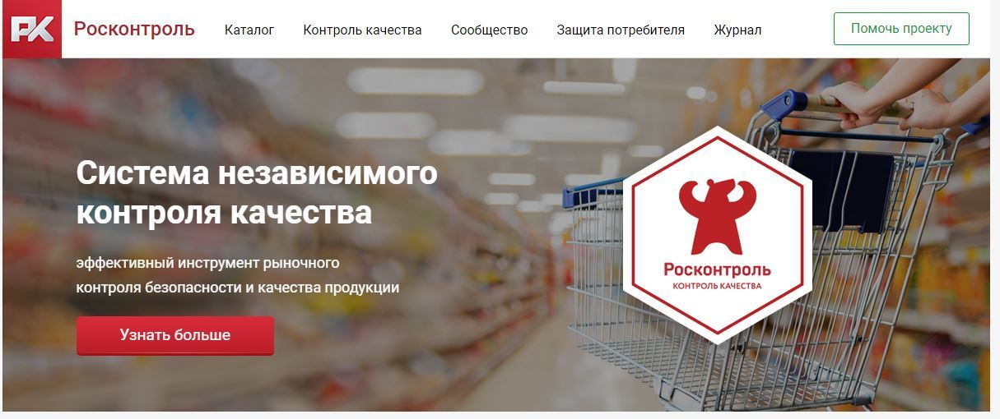 РК Росконтроль Каталог Контроль качества Сообщество Защита потребителя Журнал Помочь проекту
Система независимого
контроля качества
эффективный инструмент рыночного
контроля безопасности и качества продукции
Узнать больше
Росконтроль
КОНТРОЛЬ КАЧЕСТВА